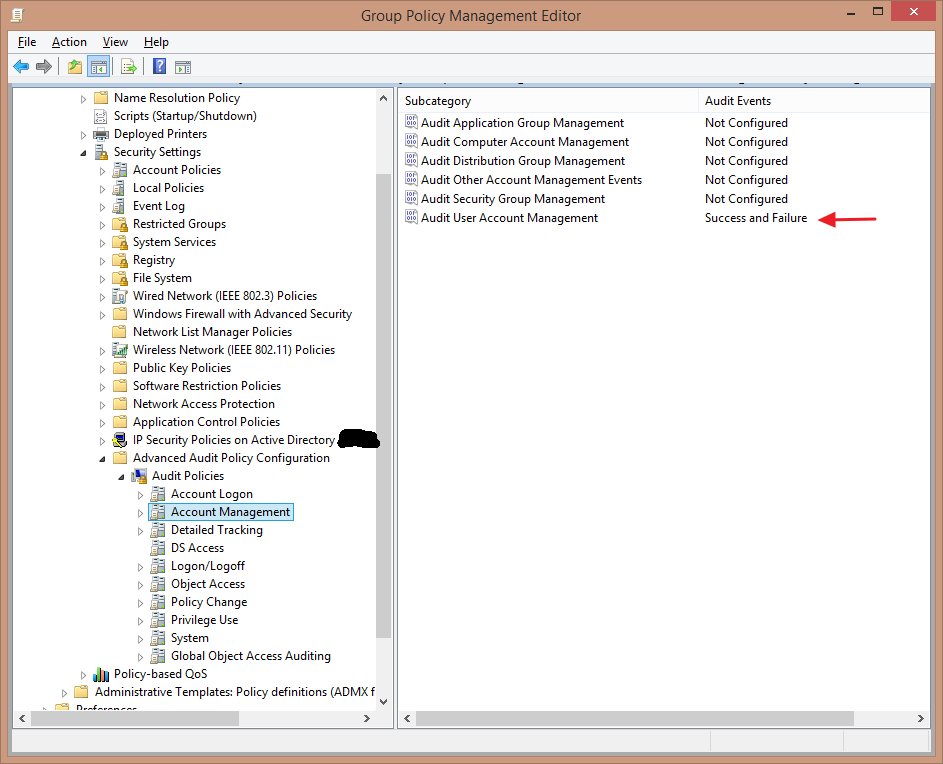 Group Policy Management Editor
File Action View Help
Name Resolution Policy
Scripts (Startup/Shutdown)
Deployed Printers
Security Settings
Account Policies
Local Policies
Event Log
Restricted Groups
System Services
Registry
File System
Wired Network (IEEE 802.3) Policies
Windows Firewall with Advanced Security
Network List Manager Policies
Wireless Network (IEEE 802.11) Policies
Public Key Policies
Software Restriction Policies
Network Access Protection
Application Control Policies
IP Security Policies on Active Directory
Advanced Audit Policy Configuration
Audit Policies
Account Logon
Account Management
Detailed Tracking
DS Access
Logon/Logoff
Object Access
Policy Change
Privilege Use
System
Global Object Access Auditing
Policy-based QoS
Administrative Templates: Policy definitions (ADMX f
Preferences
Subcategory Audit Events
Audit Application Group Management Not Configured
Audit Computer Account Management Not Configured
Audit Distribution Group Management Not Configured
Audit Other Account Management Events Not Configured
Audit Security Group Management Not Configured
Audit User Account Management Success and Failure